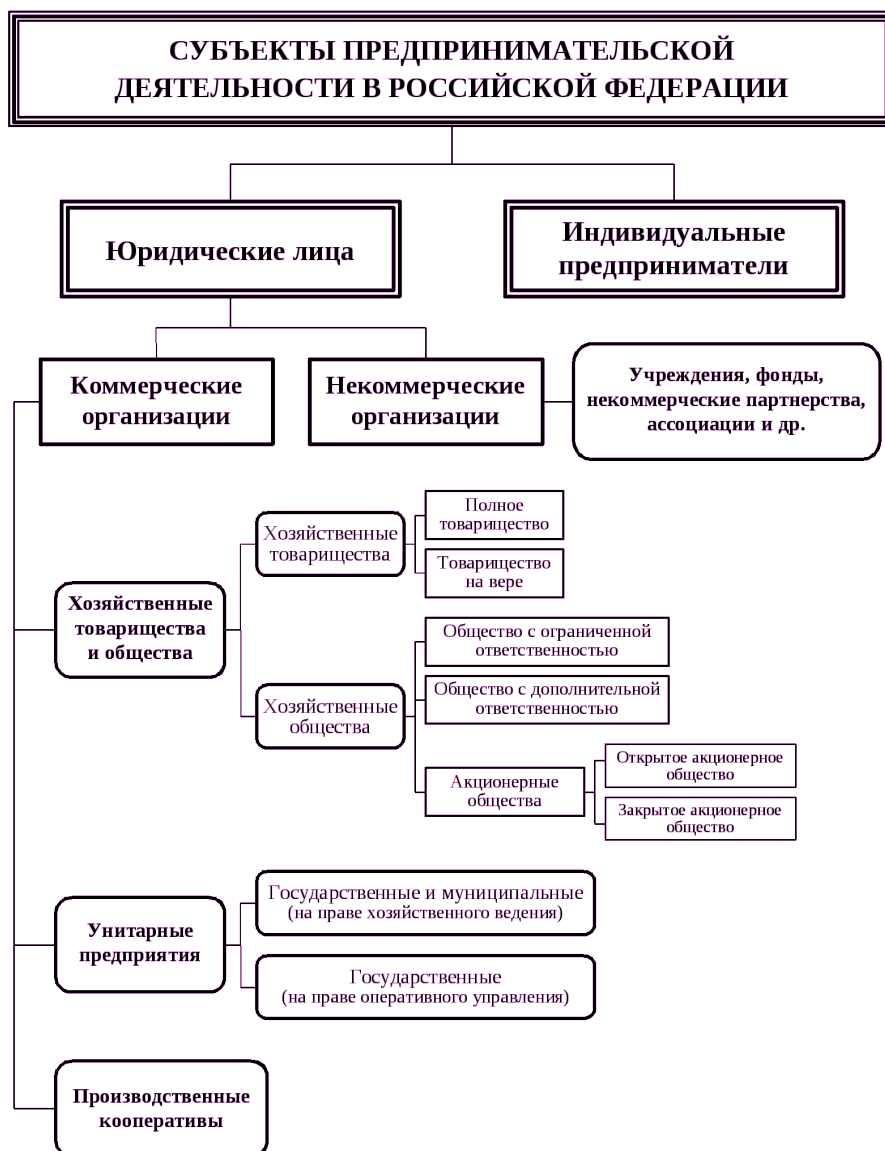 СУБЪЕКТЫ ПРЕДПРИНИМАТЕЛЬСКОЙ
ДЕЯТЕЛЬНОСТИ В РОССИЙСКОЙ ФЕДЕРАЦИИ
Юридические лица
Индивидуальные
предприниматели
Коммерческие
организации
Некоммерческие
организации
Учреждения, фонды,
некоммерческие партнерства,
ассоциации и др.
Хозяйственные
товарищества
и общества
Хозяйственные
товарищества
Полное
товарищество
Товарищество
на вере
Хозяйственные
общества
Общество с ограниченной
ответственностью
Общество с дополнительной
ответственностью
Акционерные
общества
Открытое акционерное
общество
Закрытое акционерное
общество
Унитарные
предприятия
Государственные и муниципальные
(на праве хозяйственного ведения)
Государственные
(на праве оперативного управления)
Производственные
кооперативы